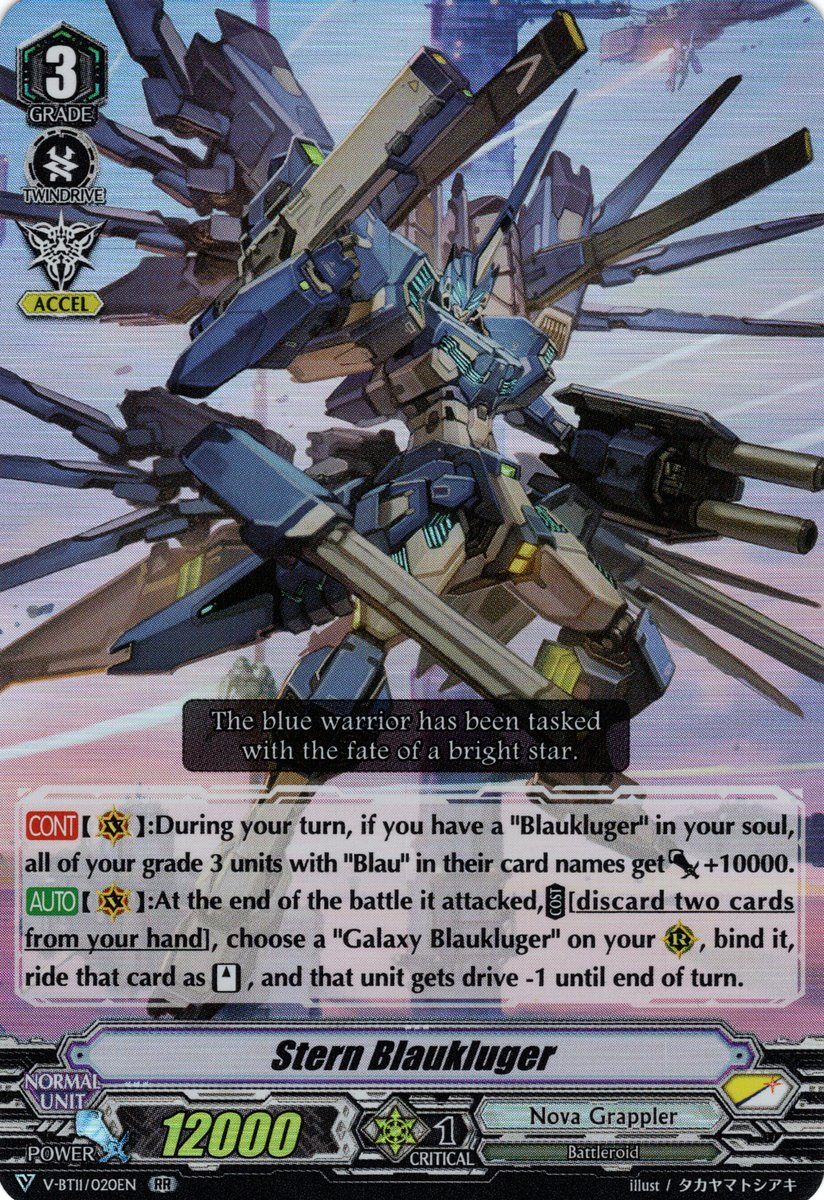 3
GRADE
TWINDRIVE
ACCEL
The blue warrior has been tasked
with the fate of a bright star.
CONT【 】:During your turn, if you have a "Blaukluger" in your soul,
all of your grade 3 units with "Blau" in their card names get +10000.
AUTO【 】:At the end of the battle it attacked, COST [discard two cards
from your hand], choose a "Galaxy Blaukluger" on your R, bind it,
ride that card as , and that unit gets drive -1 until end of turn.
Stern Blaukluger
NORMAL
UNIT
POWER 12000
1
CRITICAL
Nova Grappler
Battleroid
V-BT11/020EN RR
illust / タカヤマトシアキ